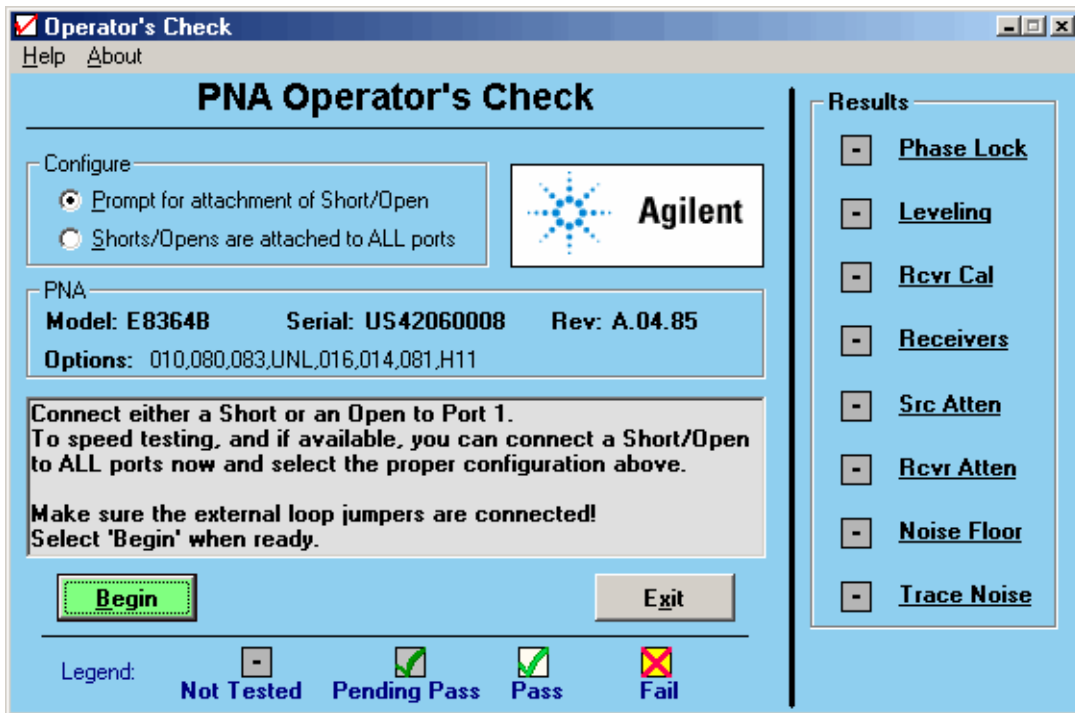 Operator's Check
Help About
PNA Operator's Check
Configure
Prompt for attachment of Short/Open
Shorts/Opens are attached to ALL ports
Agilent
PNA
Model: E8364B Serial: US42060008 Rev: A.04.85
Options: 010,080,083,UNL,016,014,081,H11
Connect either a Short or an Open to Port 1.
To speed testing, and if available, you can connect a Short/Open
to ALL ports now and select the proper configuration above.
Make sure the external loop jumpers are connected!
Select 'Begin' when ready.
Begin
Exit
Legend:
- Not Tested
Pending Pass
Pass
Fail
Results
- Phase Lock
- Leveling
- Rcvr Cal
- Receivers
- Src Atten
- Rcvr Atten
- Noise Floor
- Trace Noise